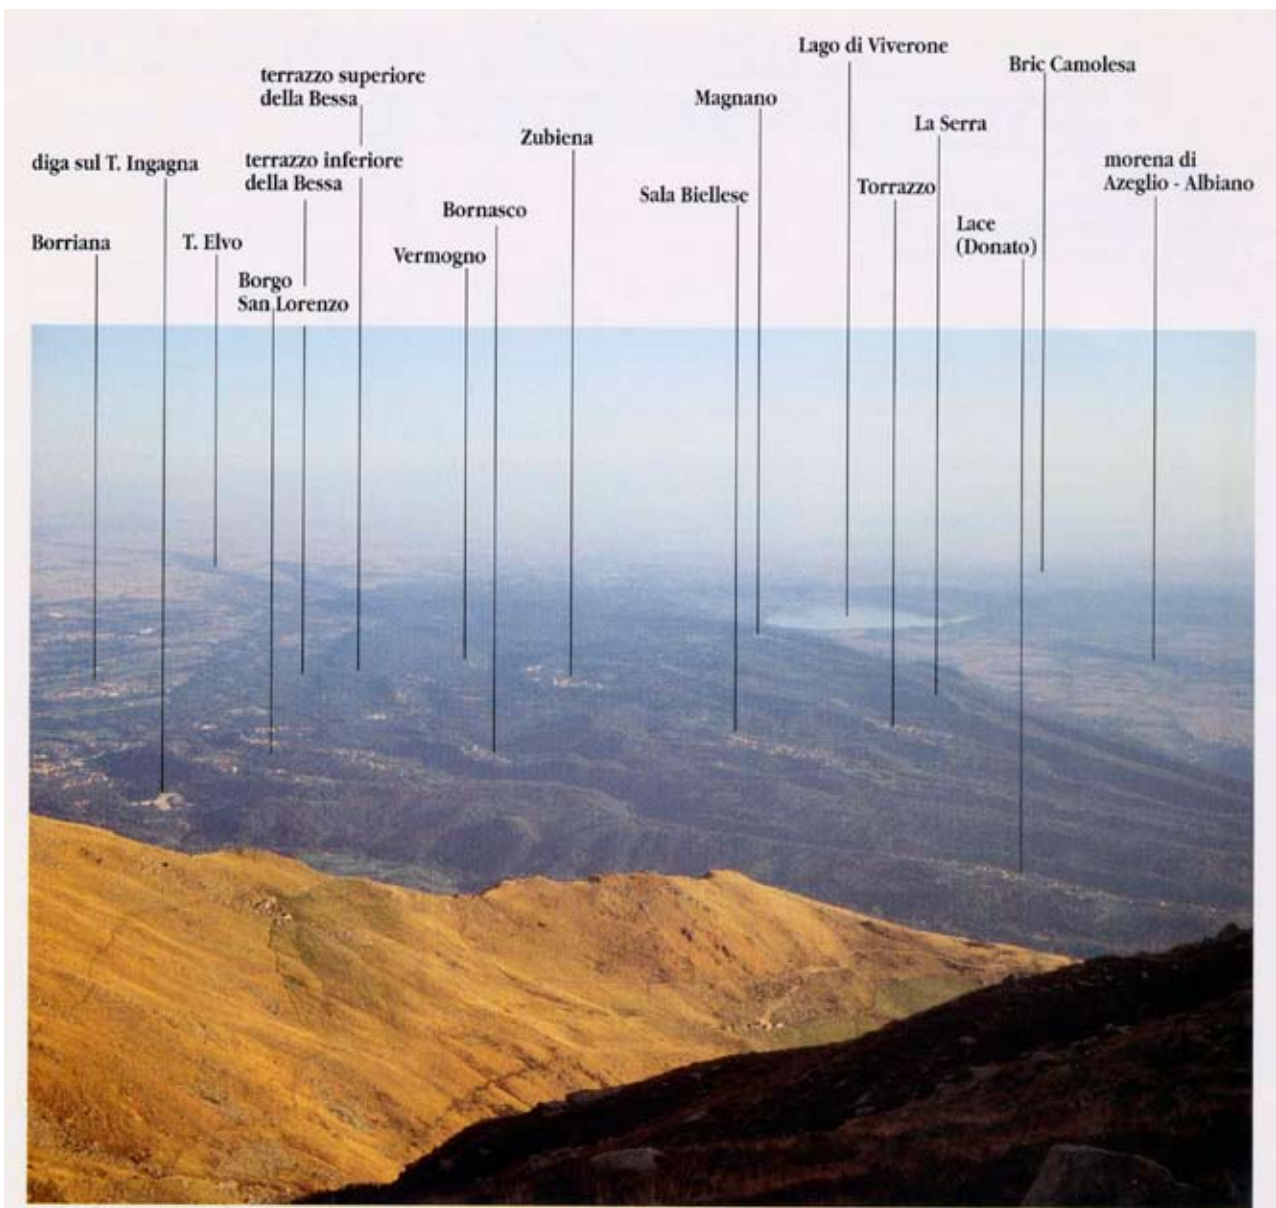 Lago di Viverone
Bric Camolesa
terrazzo superiore
della Bessa
Magnano
La Serra
Zubiena
diga sul T. Ingagna
terrazzo inferiore
della Bessa
morena di
Azeglio - Albiano
Sala Biellese
Torrazzo
Bornasco
Lace
(Donato)
Borriana
T. Elvo
Vermogno
Borgo
San Lorenzo